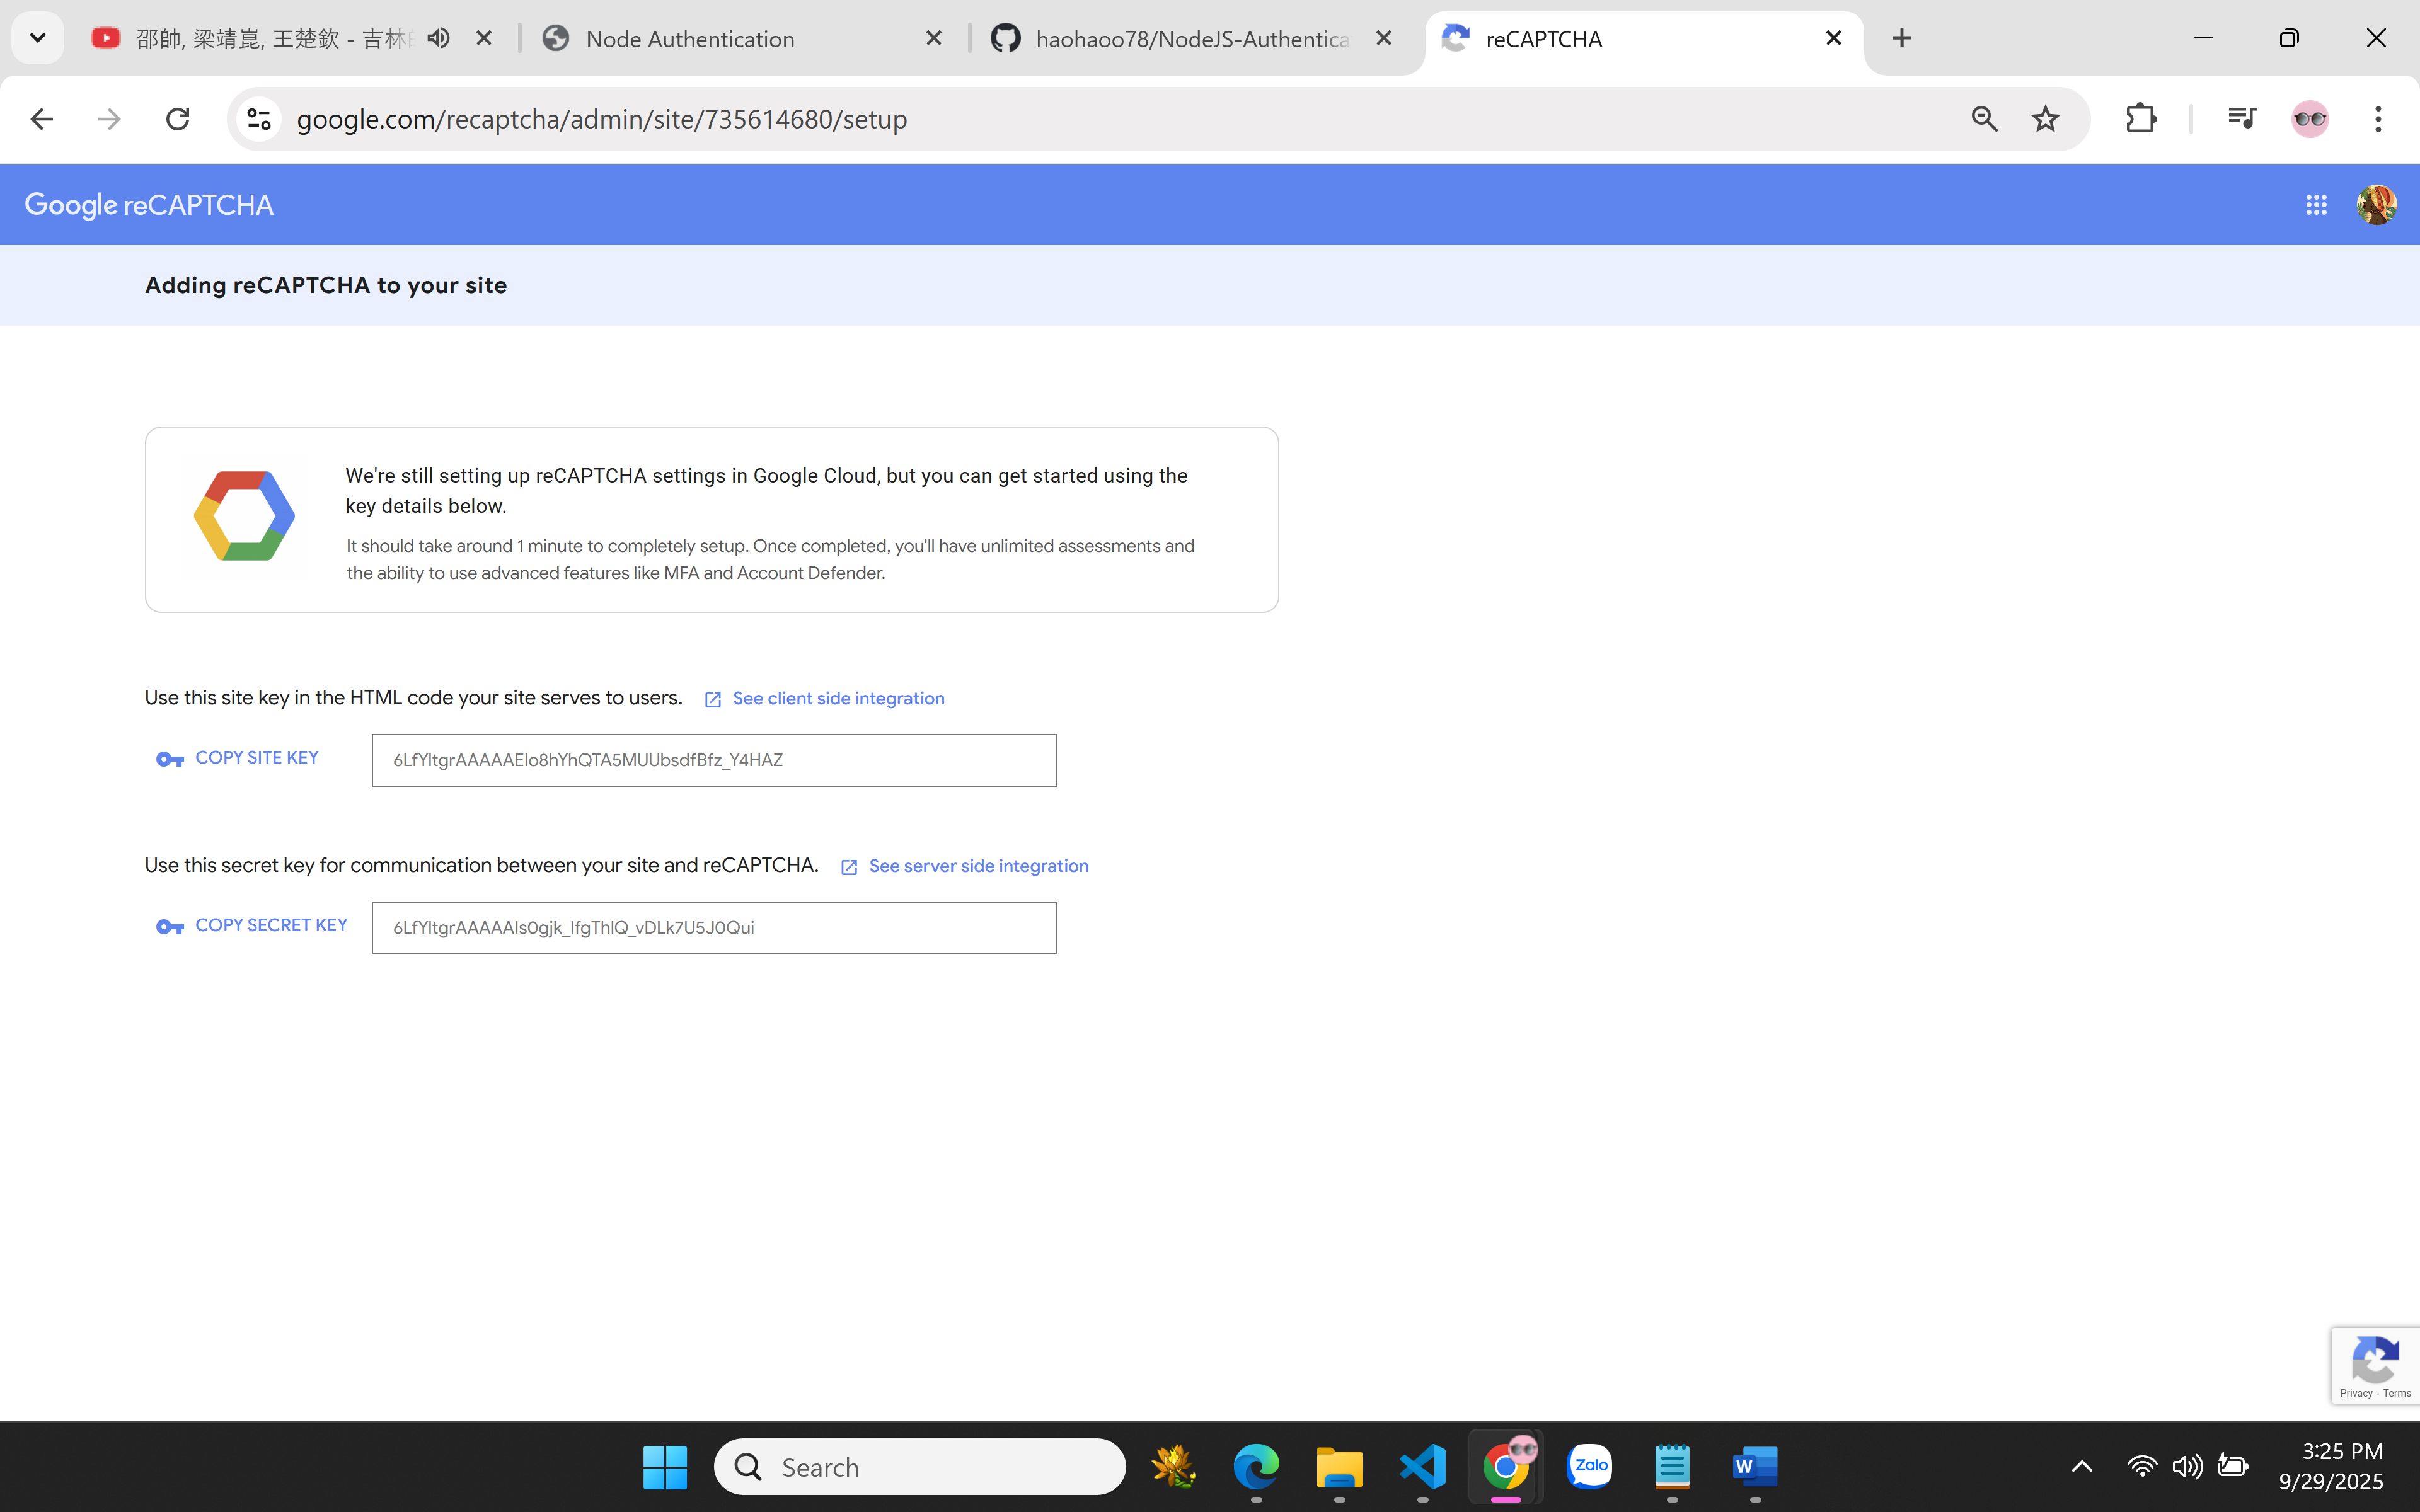 邵帥, 梁靖崑, 王楚欽 - 吉林
Node Authentication
haohaoo78/NodeJS-Authentica
reCAPTCHA
google.com/recaptcha/admin/site/735614680/setup
Google reCAPTCHA
Adding reCAPTCHA to your site
We're still setting up reCAPTCHA settings in Google Cloud, but you can get started using the
key details below.
It should take around 1 minute to completely setup. Once completed, you'll have unlimited assessments and
the ability to use advanced features like MFA and Account Defender.
Use this site key in the HTML code your site serves to users. See client side integration
COPY SITE KEY
6LfYltgrAAAAAElo8hYhQTA5MUUbsdfBfz_Y4HAZ
Use this secret key for communication between your site and reCAPTCHA. See server side integration
COPY SECRET KEY
6LfYltgrAAAAAIs0gjk_lfgThlQ_vDLk7U5J0Qui
Privacy - Terms
Search
Zalo
W
3:25 PM
9/29/2025